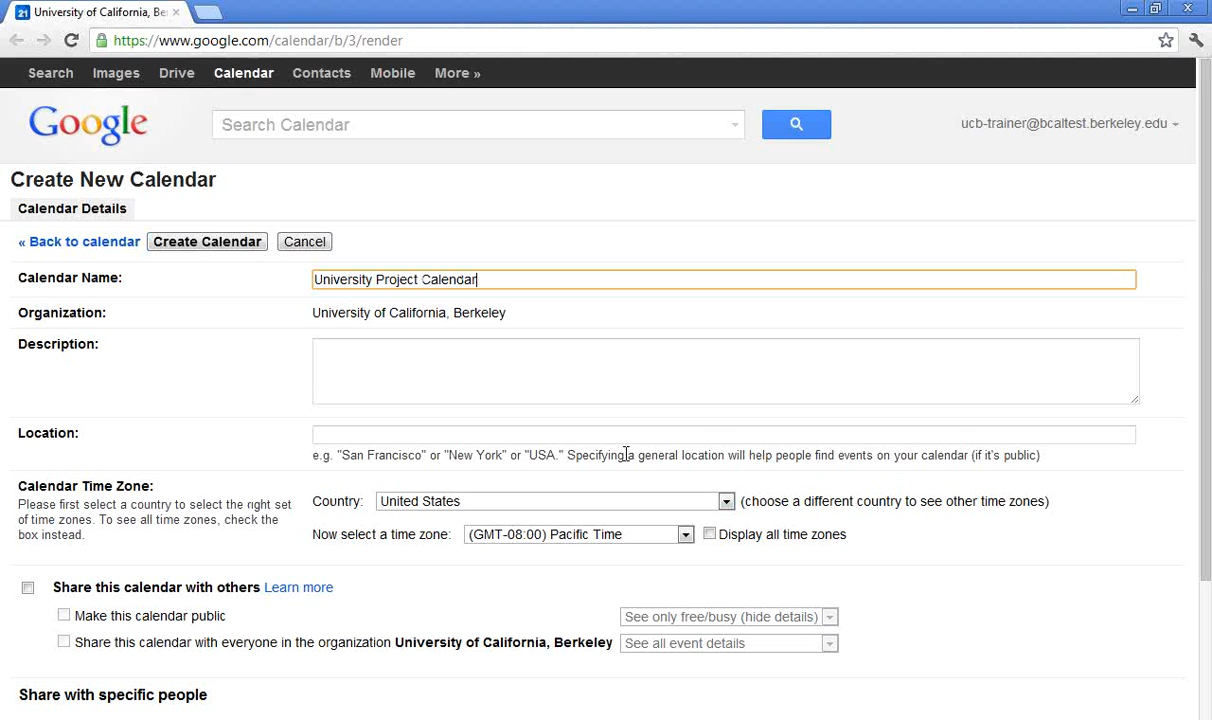 21 University of California, Be
https://www.google.com/calendar/b/3/render
Search Images Drive Calendar Contacts Mobile More »
Google Search Calendar ucb-trainer@bcaltest.berkeley.edu
Create New Calendar
Calendar Details
« Back to calendar Create Calendar Cancel
Calendar Name: University Project Calendar
Organization: University of California, Berkeley
Description:
Location:
e.g. "San Francisco" or "New York" or "USA." Specifying a general location will help people find events on your calendar (if it's public)
Calendar Time Zone:
Please first select a country to select the right set
of time zones. To see all time zones, check the
box instead.
Country: United States (choose a different country to see other time zones)
Now select a time zone: (GMT-08:00) Pacific Time Display all time zones
Share this calendar with others Learn more
Make this calendar public See only free/busy (hide details)
Share this calendar with everyone in the organization University of California, Berkeley See all event details
Share with specific people